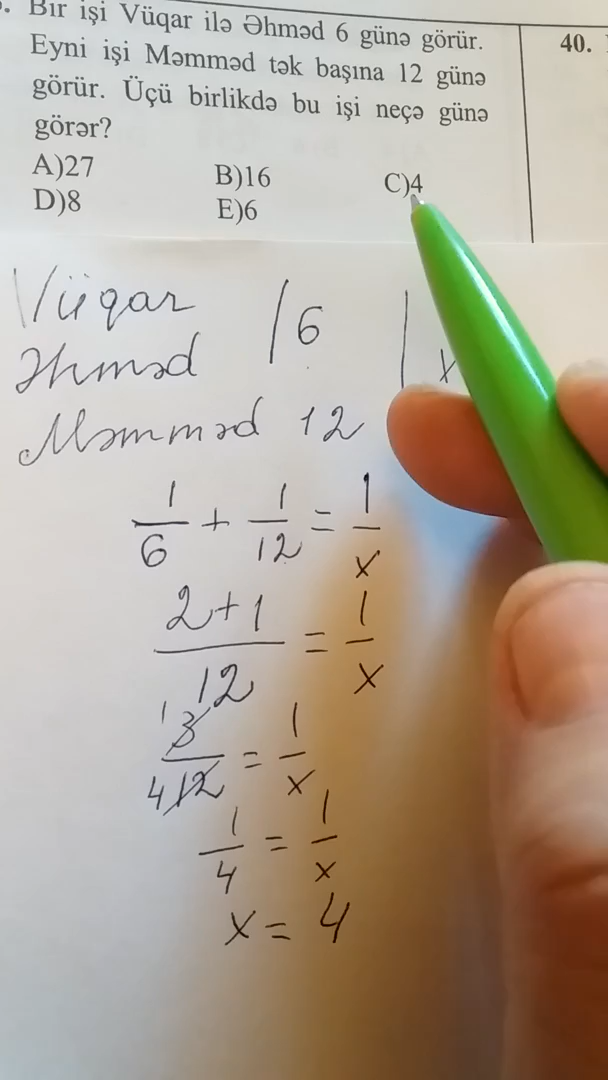 . Bir işi Vüqar ilə Əhməd 6 günə görür.
Eyni işi Məmməd tək başına 12 günə
görür. Üçü birlikdə bu işi neçə günə
görər?
A)27 B)16 C)4
D)8 E)6
40.
Vüqar | 6 | x
Əhməd
Məmməd 12
1/6 + 1/12 = 1/x
2+1/12 = 1/x
1 3/4 12 = 1/x
1/4 = 1/x
x = 4